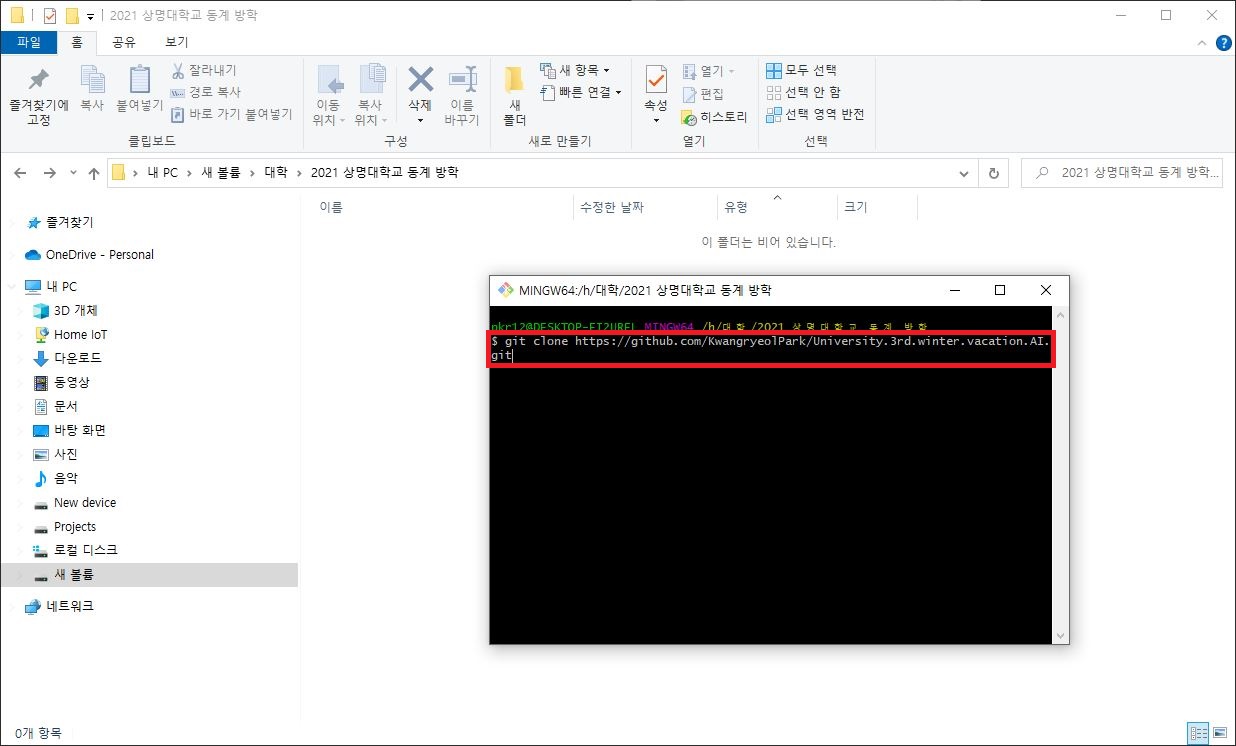 2021 상명대학교 동계 방학
파일 홈 공유 보기
즐겨찾기에 고정
복사
붙여넣기
잘라내기
경로 복사
바로 가기 붙여넣기
클립보드
이동 위치
복사 위치
삭제
이름 바꾸기
구성
새 폴더
새 항목
빠른 연결
새로 만들기
속성
열기
편집
히스토리
열기
모두 선택
선택 안 함
선택 영역 반전
선택
내 PC › 새 볼륨 › 대학 › 2021 상명대학교 동계 방학
2021 상명대학교 동계 방학...
이름 수정한 날짜 유형 크기
이 폴더는 비어 있습니다.
즐겨찾기
OneDrive - Personal
내 PC
3D 개체
Home IoT
다운로드
동영상
문서
바탕 화면
사진
음악
New device
Projects
로컬 디스크
새 볼륨
네트워크
MINGW64:/h/대학/2021 상명대학교 동계 방학
MINGW64 /h/대학/2021 상명대학교 동계 방학
$ git clone https://github.com/KwangryeolPark/University.3rd.winter.vacation.AI.
git
0개 항목